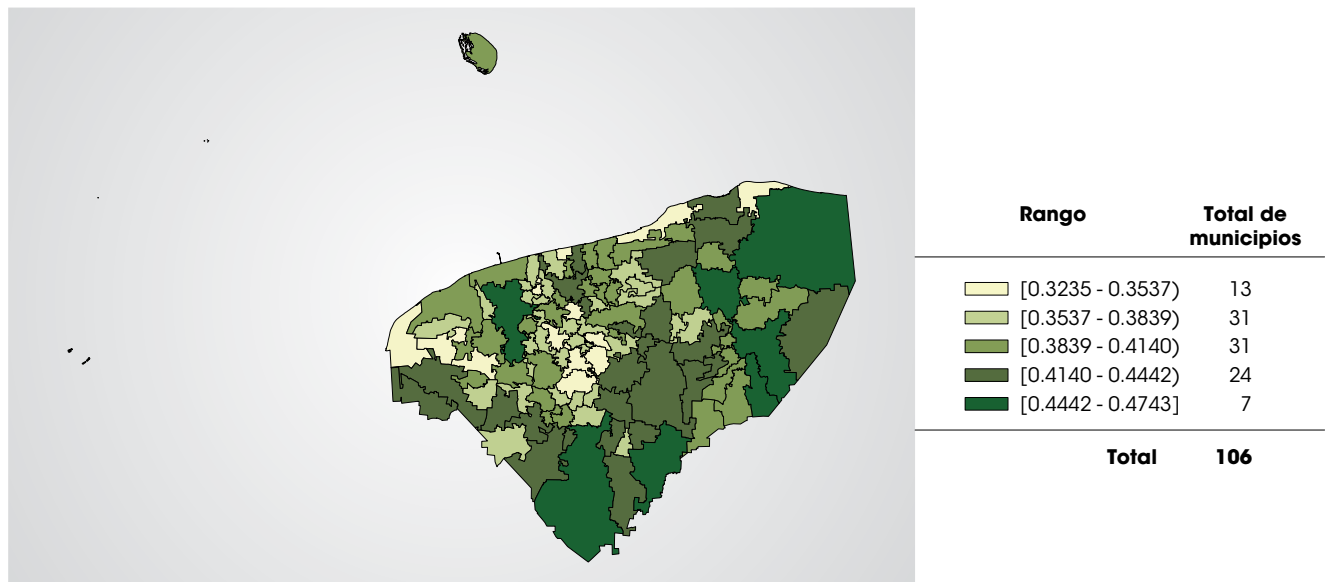 Rango Total de
municipios
[0.3235 - 0.3537) 13
[0.3537 - 0.3839) 31
[0.3839 - 0.4140) 31
[0.4140 - 0.4442) 24
[0.4442 - 0.4743] 7
Total 106